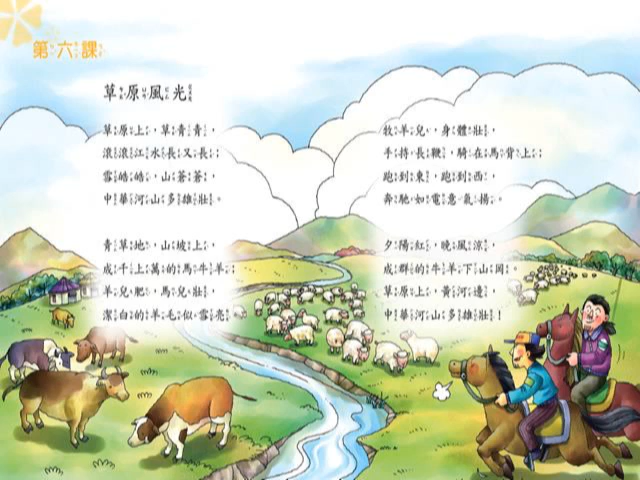 第六課
草原風光
草原上，草青青，
滾滾江水長又長；
雲皓皓，山蒼蒼，
中華河山多雄壯。
青草地，山坡上，
成千上萬的馬牛羊；
羊兒肥，馬兒壯，
潔白的羊毛似雪亮。
牧羊兒，身體壯，
手持長鞭，騎在馬背上；
跑到東，跑到西，
奔馳如電意氣揚。
夕陽紅，晚風涼，
成群的牛羊下山岡。
草原上，黃河邊，
中華河山多雄壯！